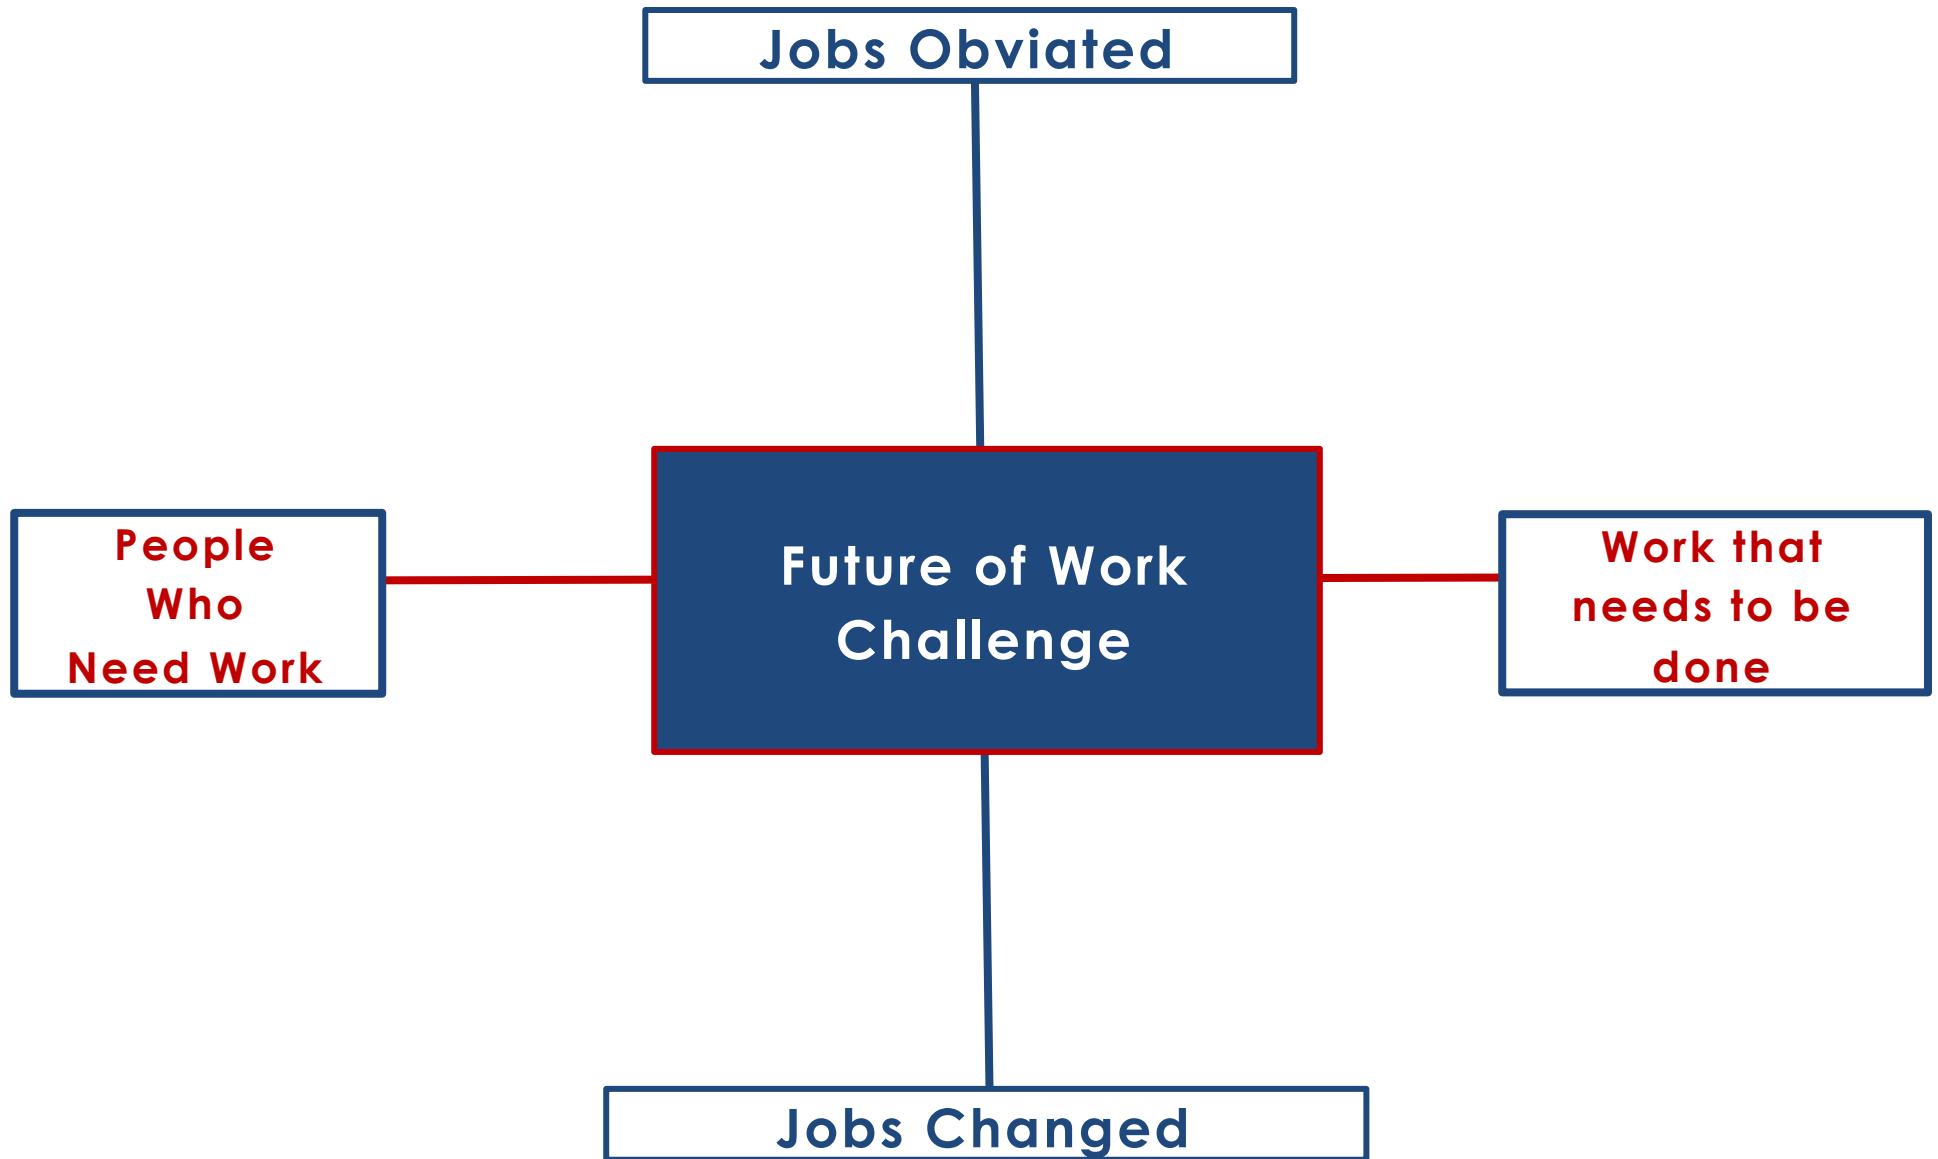 Jobs Obviated
People
Who
Need Work
Future of Work
Challenge
Work that
needs to be
done
Jobs Changed